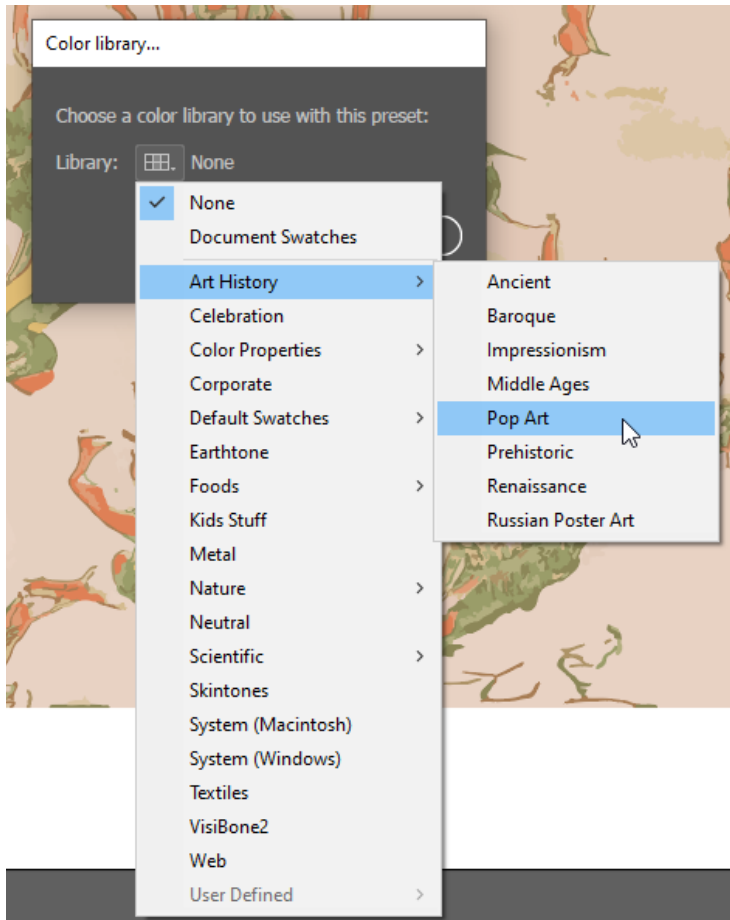 Color library...
Choose a color library to use with this preset:
Library: None
None
Document Swatches
Art History
Celebration
Color Properties
Corporate
Default Swatches
Earthtone
Foods
Kids Stuff
Metal
Nature
Neutral
Scientific
Skintones
System (Macintosh)
System (Windows)
Textiles
VisiBone2
Web
User Defined
Ancient
Baroque
Impressionism
Middle Ages
Pop Art
Prehistoric
Renaissance
Russian Poster Art